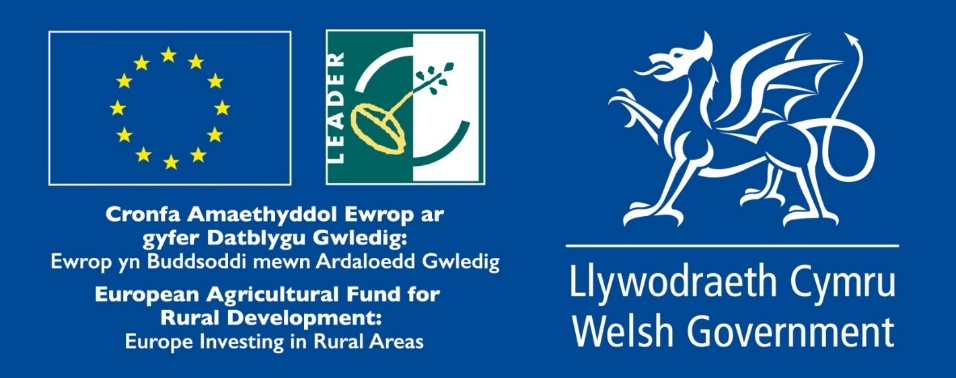 LEADER
Cronfa Amaethyddol Ewrop ar
gyfer Datblygu Gwledig:
Ewrop yn Buddsoddi mewn Ardaloedd Gwledig
European Agricultural Fund for
Rural Development:
Europe Investing in Rural Areas
Llywodraeth Cymru
Welsh Government